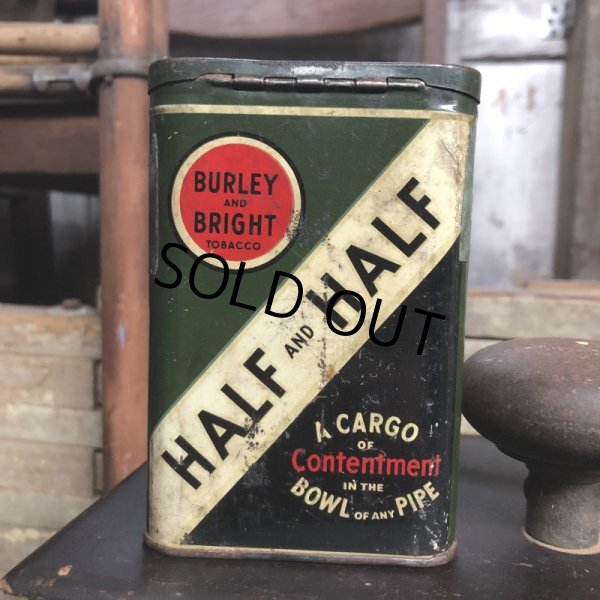 BURLEY
AND
BRIGHT
TOBACCO
HALF AND HALF
SOLD OUT
A CARGO
OF
Contentment
IN THE
BOWL OF ANY PIPE